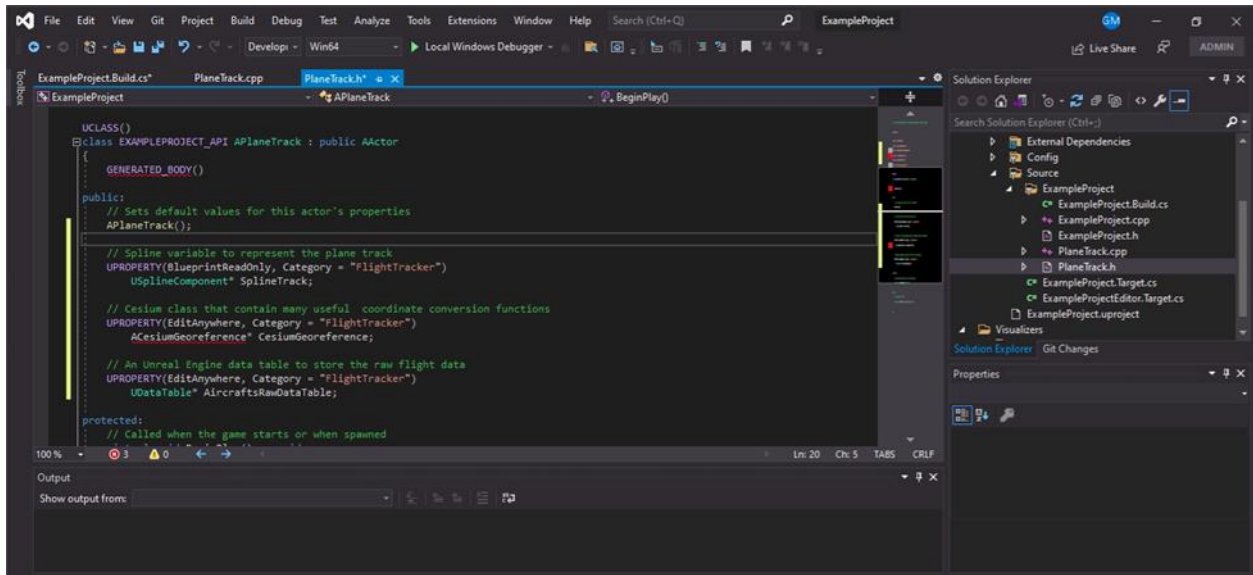 File Edit View Git Project Build Debug Test Analyze Tools Extensions Window Help Search (Ctrl+Q) ExampleProject GM
Develop Win64 Local Windows Debugger Live Share ADMIN
Toolbox
ExampleProject.Build.cs* PlaneTrack.cpp PlaneTrack.h*
ExampleProject APlaneTrack BeginPlay()
UCLASS()
class EXAMPLEPROJECT_API APlaneTrack : public AActor
{
GENERATED_BODY()
public:
// Sets default values for this actor's properties
APlaneTrack();
// Spline variable to represent the plane track
UPROPERTY(BlueprintReadOnly, Category = "FlightTracker")
USplineComponent* SplineTrack;
// Cesium class that contain many useful coordinate conversion functions
UPROPERTY(EditAnywhere, Category = "FlightTracker")
ACesiumGeoreference* CesiumGeoreference;
// An Unreal Engine data table to store the raw flight data
UPROPERTY(EditAnywhere, Category = "FlightTracker")
UDataTable* AircraftsRawDataTable;
protected:
// Called when the game starts or when spawned
100 % 3 0 Ln: 20 Ch: 5 TABS CRLF
Output
Show output from:
Solution Explorer
Search Solution Explorer (Ctrl+;)
External Dependencies
Config
Source
ExampleProject
ExampleProject.Build.cs
ExampleProject.cpp
ExampleProject.h
PlaneTrack.cpp
PlaneTrack.h
ExampleProject.Target.cs
ExampleProjectEditor.Target.cs
ExampleProject.uproject
Visualizers
Solution Explorer Git Changes
Properties